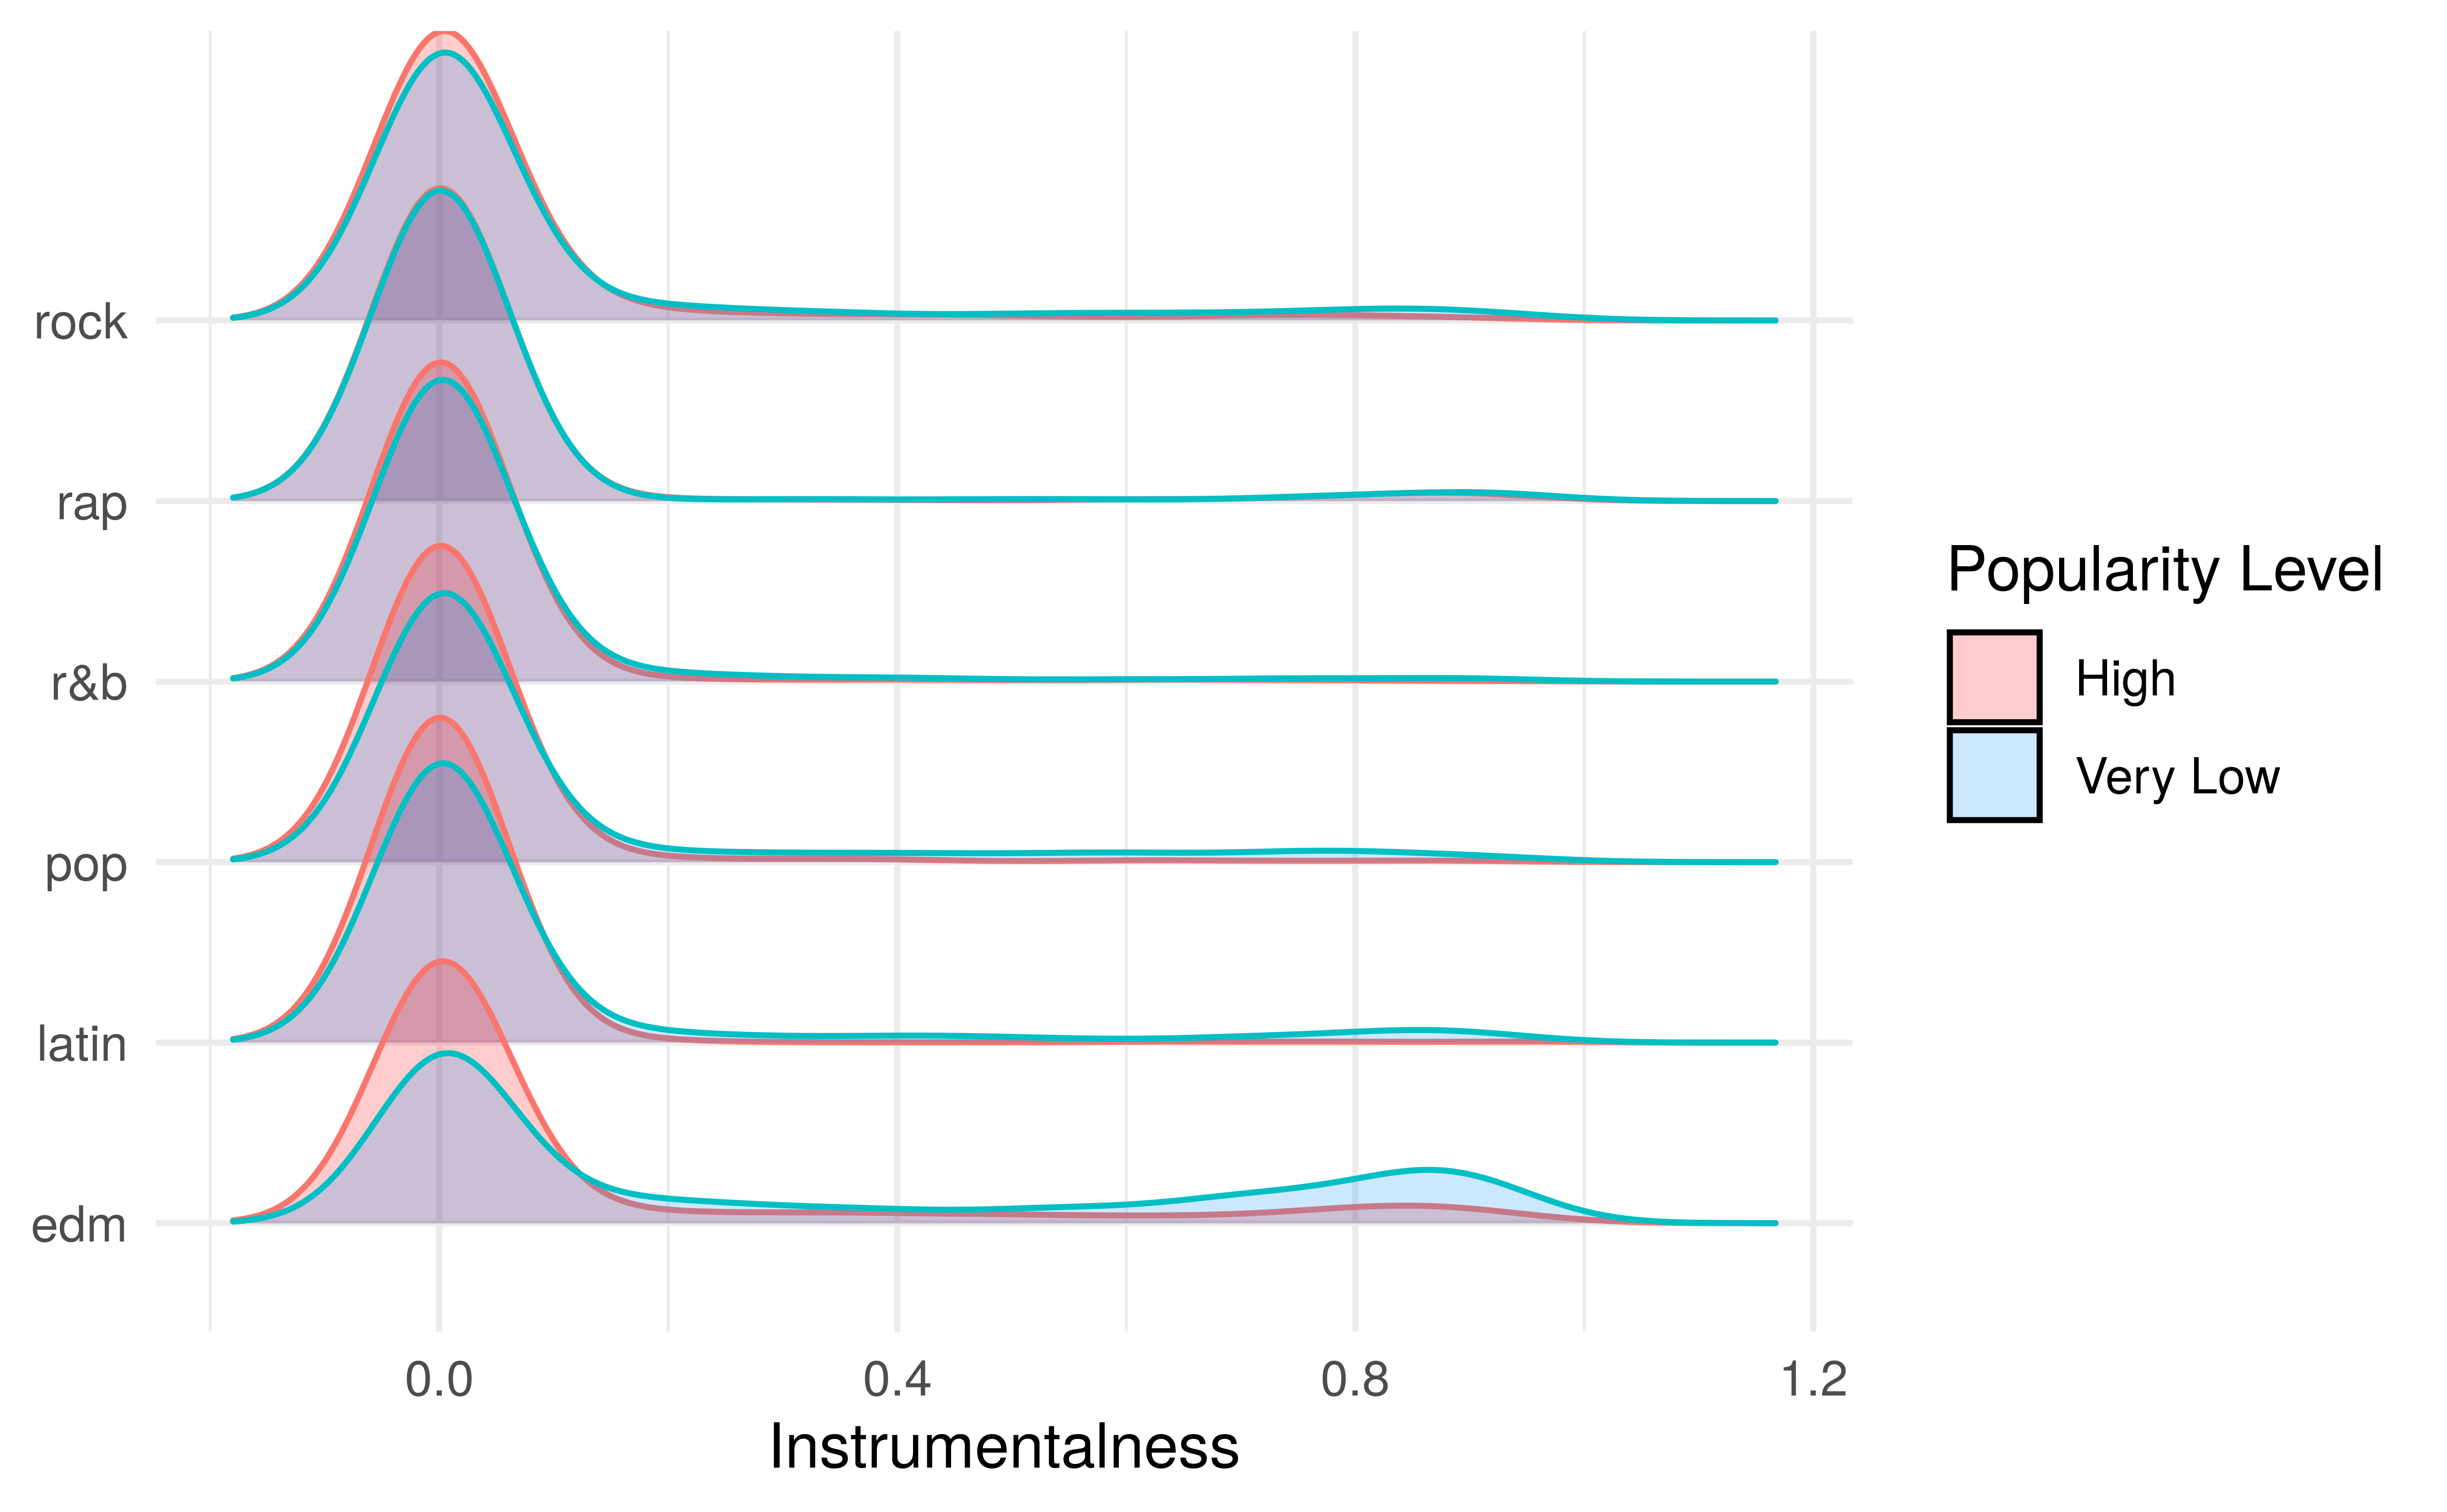 rock
rap
r&b
pop
latin
edm
0.0 0.4 0.8 1.2
Instrumentalness
Popularity Level
High
Very Low